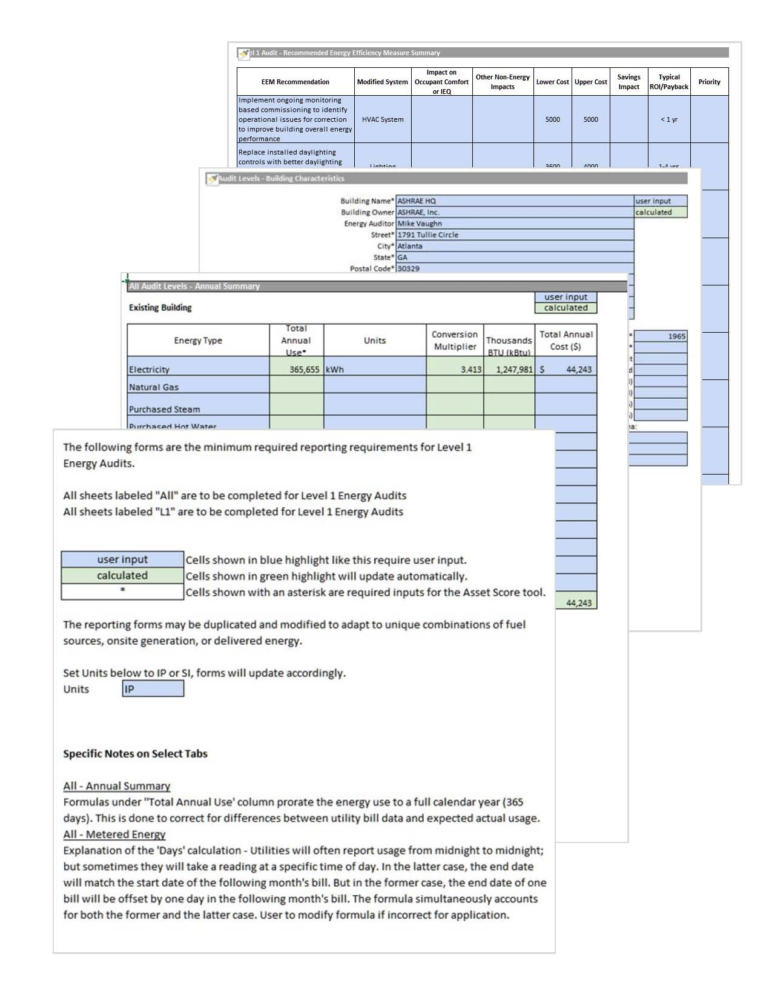 el 1 Audit - Recommended Energy Efficiency Measure Summary
EEM Recommendation
Modified System
Impact on
Occupant Comfort
or IEQ
Other Non-Energy
Impacts
Lower Cost
Upper Cost
Savings
Impact
Typical
ROI/Payback
Priority
Implement ongoing monitoring
based commissioning to identify
operational issues for correction
to improve building overall energy
performance
HVAC System
5000
5000
< 1 yr
Replace installed daylighting
controls with better daylighting
Lighting
3600
4000
1-4 yrs
Audit Levels - Building Characteristics
Building Name* ASHRAE HQ
user input
Building Owner ASHRAE, Inc.
calculated
Energy Auditor Mike Vaughn
Street* 1791 Tullie Circle
City* Atlanta
State* GA
Postal Code* 30329
* 1965
*
t
d
)
)
)
)
ea:
All Audit Levels - Annual Summary
user input
Existing Building
calculated
Energy Type
Total
Annual
Use*
Units
Conversion
Multiplier
Thousands
BTU (kBtu)
Total Annual
Cost ($)
Electricity 365,655 kWh 3.413 1,247,981 $ 44,243
Natural Gas
Purchased Steam
Purchased Hot Water
44,243
The following forms are the minimum required reporting requirements for Level 1
Energy Audits.
All sheets labeled "All" are to be completed for Level 1 Energy Audits
All sheets labeled "L1" are to be completed for Level 1 Energy Audits
user input Cells shown in blue highlight like this require user input.
calculated Cells shown in green highlight will update automatically.
* Cells shown with an asterisk are required inputs for the Asset Score tool.
The reporting forms may be duplicated and modified to adapt to unique combinations of fuel
sources, onsite generation, or delivered energy.
Set Units below to IP or SI, forms will update accordingly.
Units IP
Specific Notes on Select Tabs
All - Annual Summary
Formulas under "Total Annual Use' column prorate the energy use to a full calendar year (365
days). This is done to correct for differences between utility bill data and expected actual usage.
All - Metered Energy
Explanation of the 'Days' calculation - Utilities will often report usage from midnight to midnight;
but sometimes they will take a reading at a specific time of day. In the latter case, the end date
will match the start date of the following month's bill. But in the former case, the end date of one
bill will be offset by one day in the following month's bill. The formula simultaneously accounts
for both the former and the latter case. User to modify formula if incorrect for application.